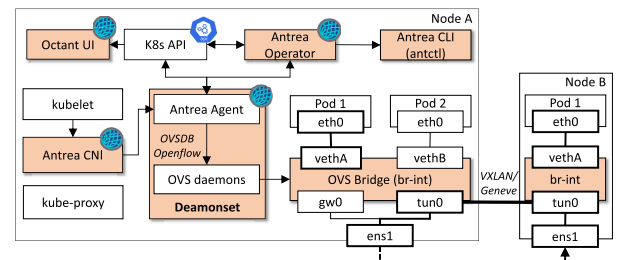 Node A
Octant UI
K8s API
Antrea
Operator
Antrea CLI
(antctl)
Node B
kubelet
Antrea Agent
Pod 1
eth0
Pod 2
eth0
Pod 1
eth0
OVSDB
Openflow
Antrea CNI
vethA
vethB
vethA
OVS daemons
OVS Bridge (br-int)
VXLAN/
Geneve
br-int
kube-proxy
Deamonset
gw0
tun0
tun0
ens1
ens1